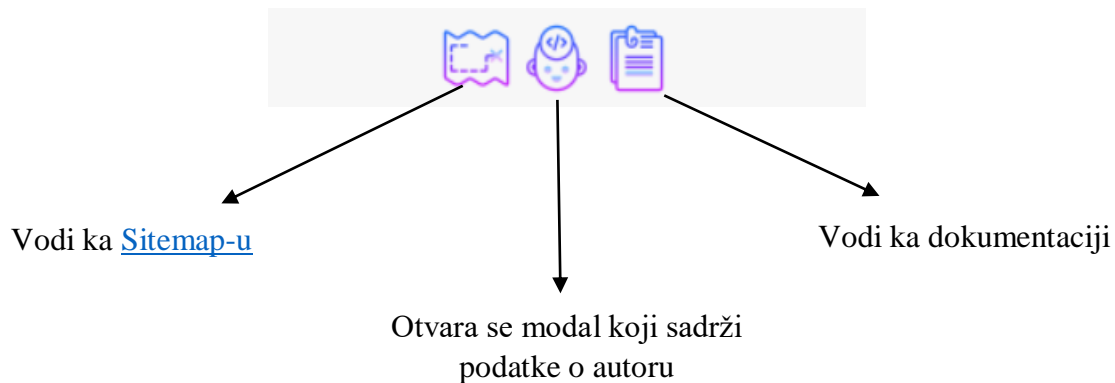 Vodi ka Sitemap-u
Vodi ka dokumentaciji
Otvara se modal koji sadrži
podatke o autoru